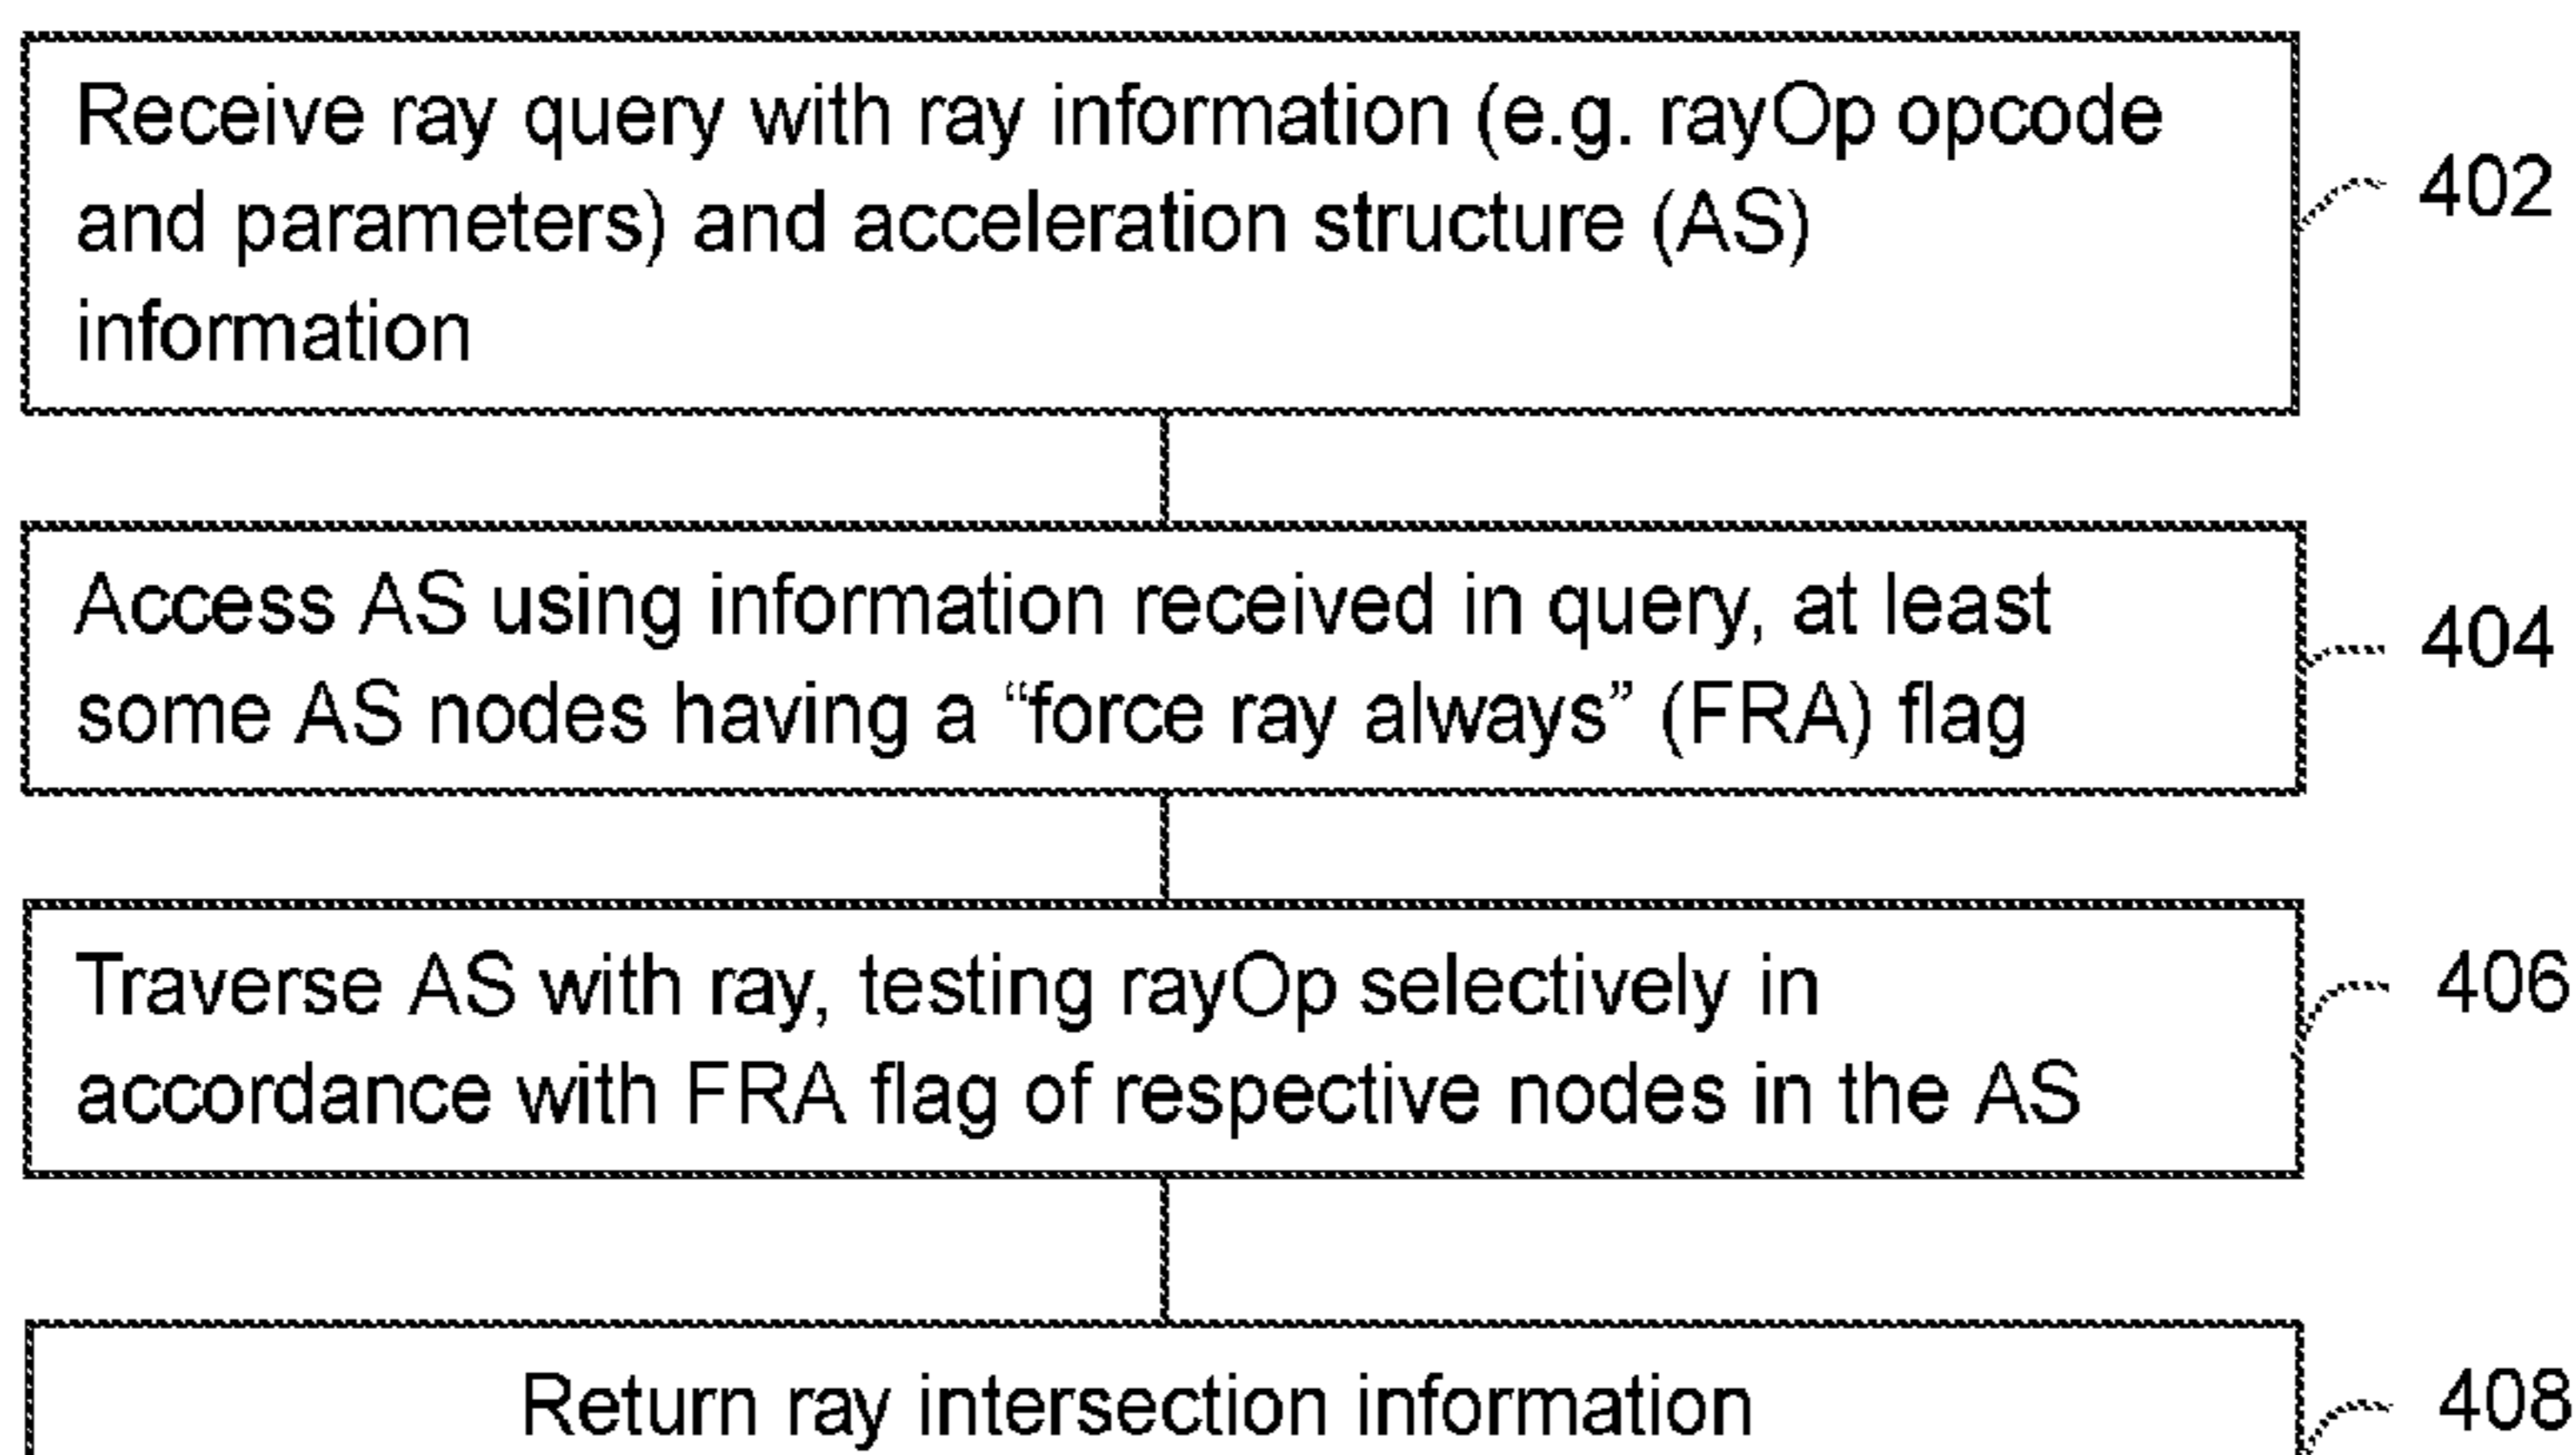 Receive ray query with ray information (e.g. rayOp opcode
and parameters) and acceleration structure (AS)
information
402
Access AS using information received in query, at least
some AS nodes having a “force ray always” (FRA) flag
404
Traverse AS with ray, testing rayOp selectively in
accordance with FRA flag of respective nodes in the AS
406
Return ray intersection information
408